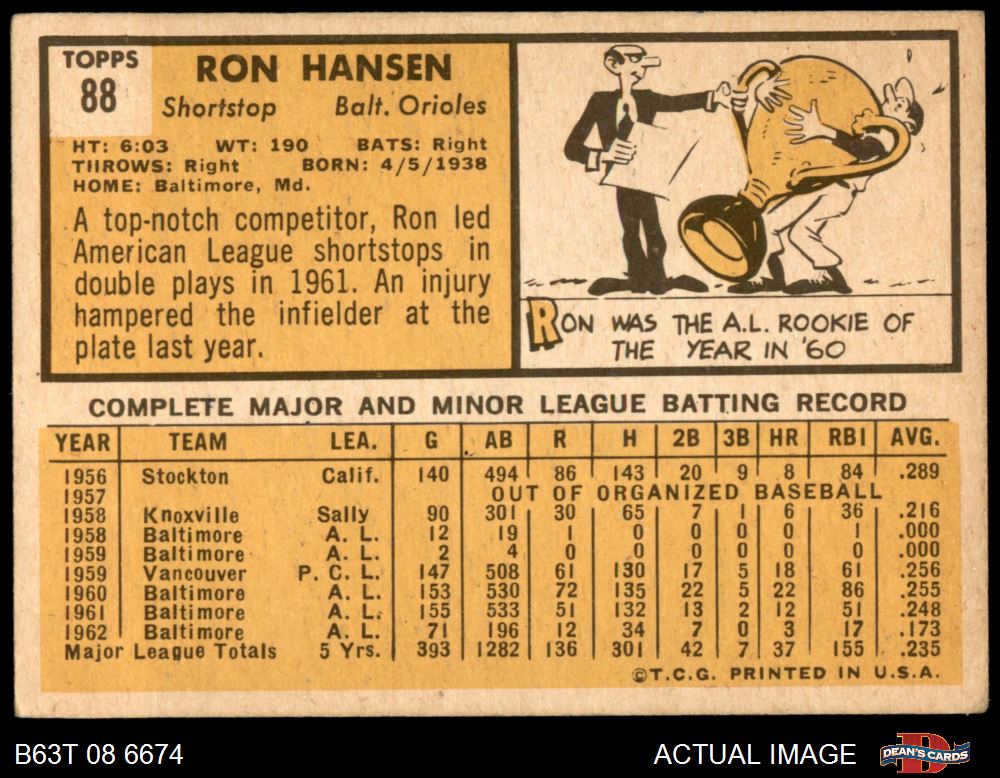 TOPPS
88
RON HANSEN
Shortstop Balt. Orioles
HT: 6:03 WT: 190 BATS: Right
THROWS: Right BORN: 4/5/1938
HOME: Baltimore, Md.
A top-notch competitor, Ron led
American League shortstops in
double plays in 1961. An injury
hampered the infielder at the
plate last year.
RON WAS THE A.L. ROOKIE OF
THE YEAR IN '60
COMPLETE MAJOR AND MINOR LEAGUE BATTING RECORD
YEAR TEAM LEA. G AB R H 2B 3B HR RBI AVG.
1956 Stockton Calif. 140 494 86 143 20 9 8 84 .289
1957 OUT OF ORGANIZED BASEBALL
1958 Knoxville Sally 90 301 30 65 7 1 6 36 .216
1958 Baltimore A. L. 12 19 1 0 0 0 0 1 .000
1959 Baltimore A. L. 2 4 0 0 0 0 0 0 .000
1959 Vancouver P. C. L. 147 508 61 130 17 5 18 61 .256
1960 Baltimore A. L. 153 530 72 135 22 5 22 86 .255
1961 Baltimore A. L. 155 533 51 132 13 2 12 51 .248
1962 Baltimore A. L. 71 196 12 34 7 0 3 17 .173
Major League Totals 5 Yrs. 393 1282 136 301 42 7 37 155 .235
©T.C.G. PRINTED IN U.S.A.
B63T 08 6674 ACTUAL IMAGE DEAN'S CARDS